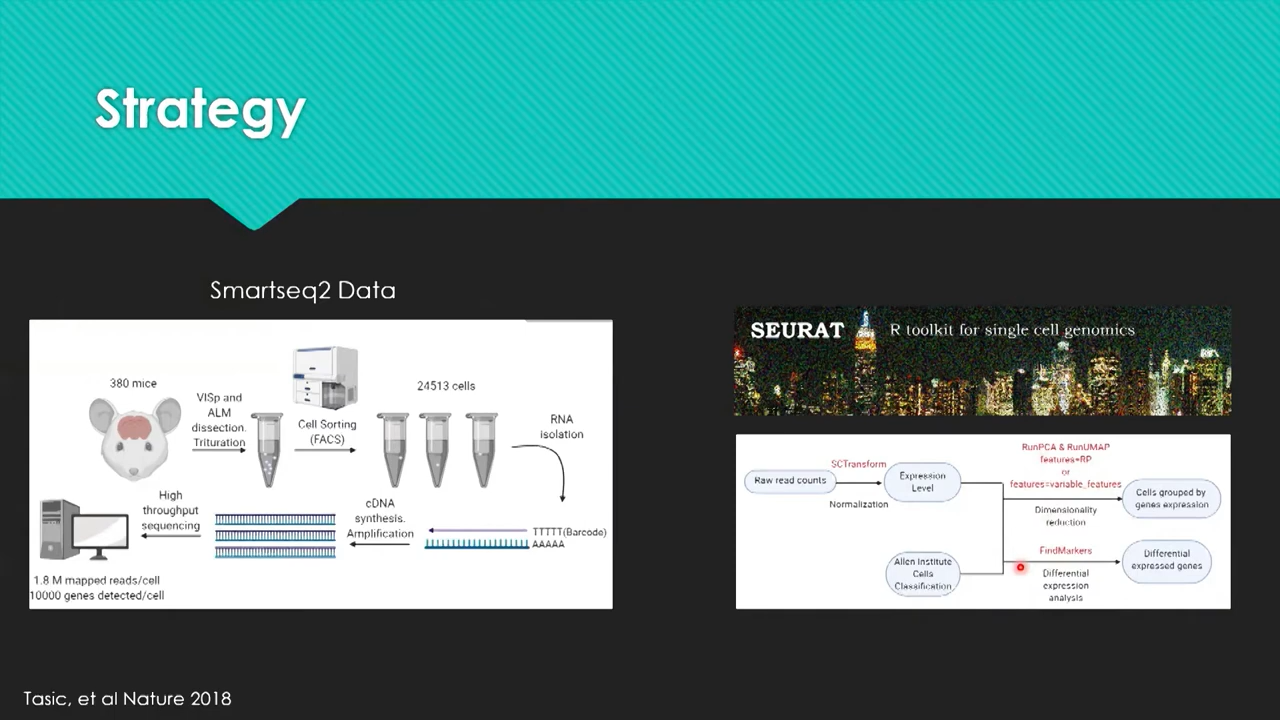 Strategy
Smartseq2 Data
380 mice
VISp and
ALM
dissection.
Trituration
Cell Sorting
(FACS)
24513 cells
RNA
isolation
TTTTT(Barcode)
AAAAA
cDNA
synthesis.
Amplification
High
throughput
sequencing
1.8 M mapped reads/cell
10000 genes detected/cell
SEURAT R toolkit for single cell genomics
Raw read counts
SCTransform
Normalization
Expression
Level
RunPCA & RunUMAP
features=RP
or
features=variable_features
Dimensionality
reduction
Cells grouped by
genes expression
Allen Institute
Cells
Classification
FindMarkers
Differential
expression
analysis
Differential
expressed genes
Tasic, et al Nature 2018